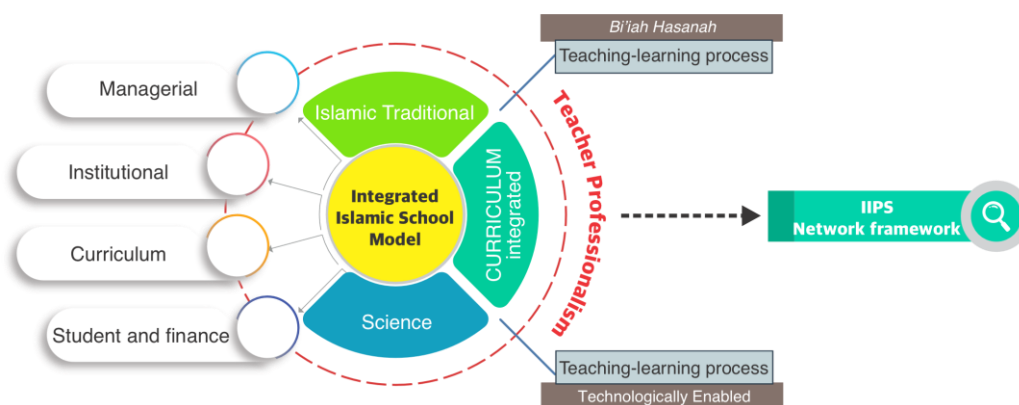 Managerial
Institutional
Curriculum
Student and finance
Islamic Traditional
Integrated
Islamic School
Model
CURRICULUM
integrated
Science
Bi’iah Hasanah
Teaching-learning process
Teacher Professionalism
Teaching-learning process
Technologically Enabled
IIPS
Network framework